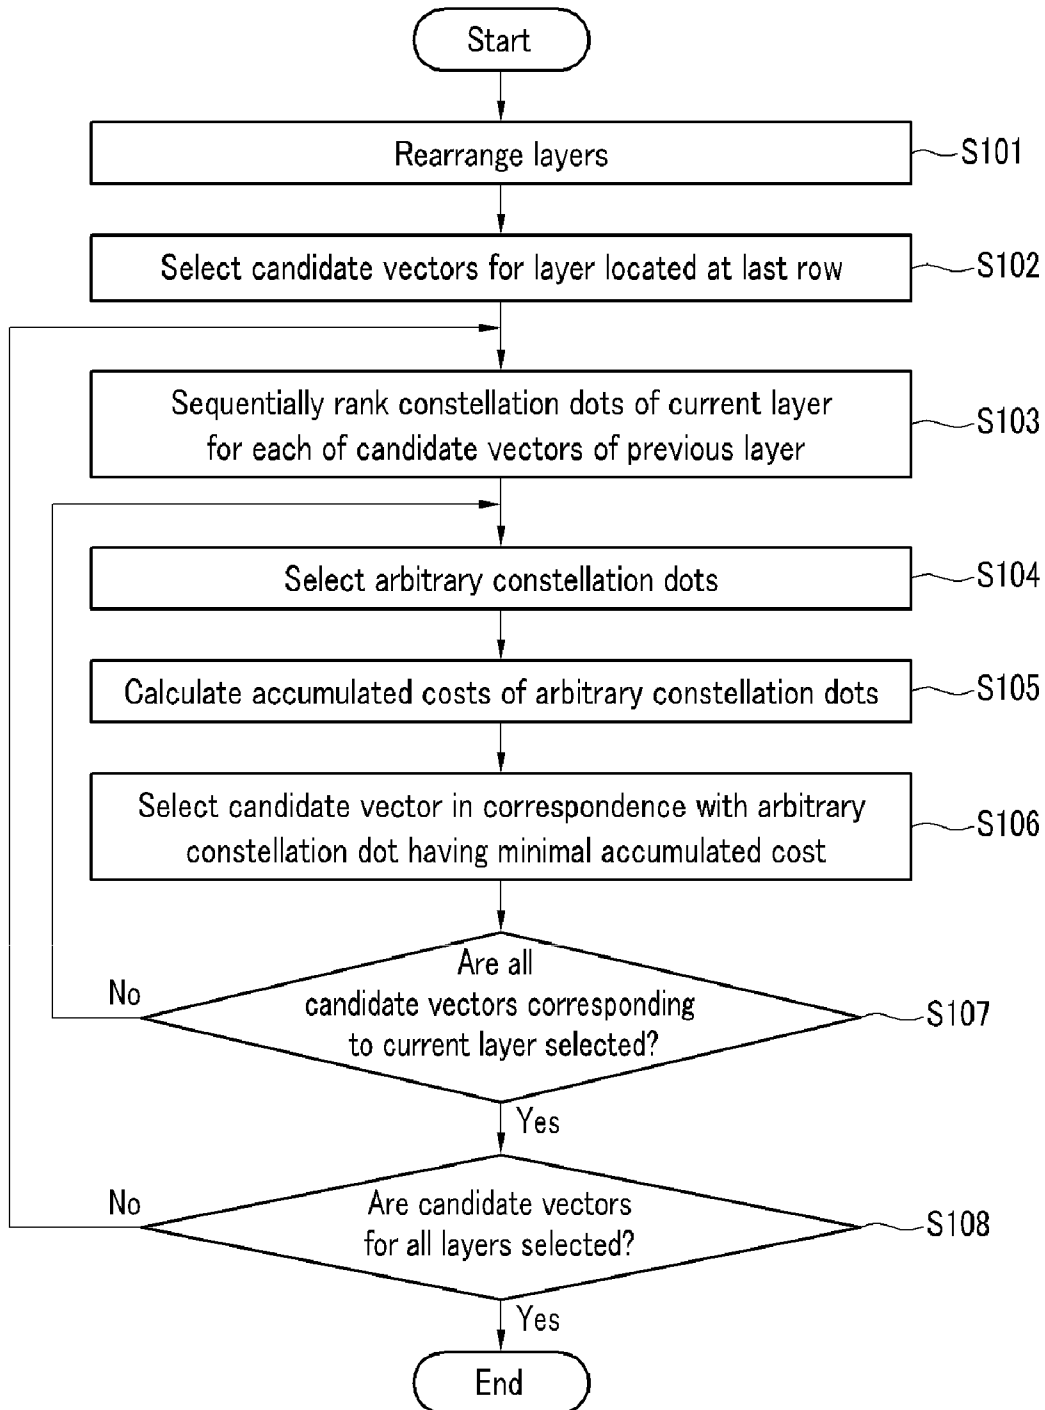 Start
Rearrange layers
S101
Select candidate vectors for layer located at last row
S102
Sequentially rank constellation dots of current layer
for each of candidate vectors of previous layer
S103
Select arbitrary constellation dots
S104
Calculate accumulated costs of arbitrary constellation dots
S105
Select candidate vector in correspondence with arbitrary
constellation dot having minimal accumulated cost
S106
Are all
candidate vectors corresponding
to current layer selected?
No
S107
Yes
Are candidate vectors
for all layers selected?
No
S108
Yes
End